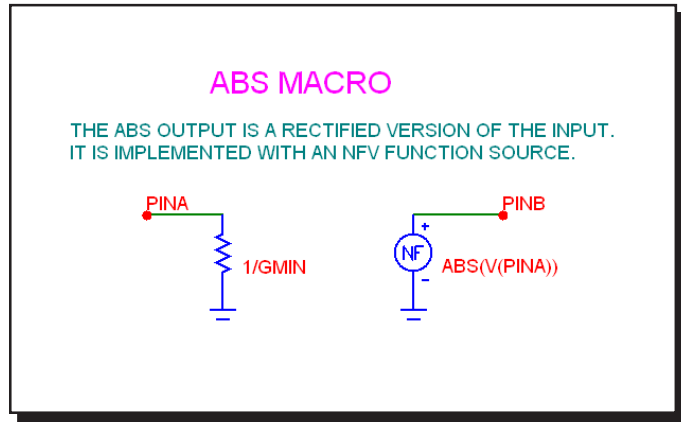 ABS MACRO
THE ABS OUTPUT IS A RECTIFIED VERSION OF THE INPUT.
IT IS IMPLEMENTED WITH AN NFV FUNCTION SOURCE.
PINA
PINB
+
NF
1/GMIN
ABS(V(PINA))
-